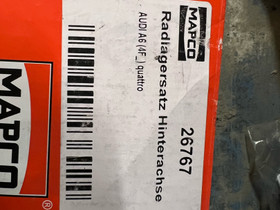 MAPCO
26767
Radlagersatz Hinterachse
AUDI A6 (4F_) quattro
MAPCO
®